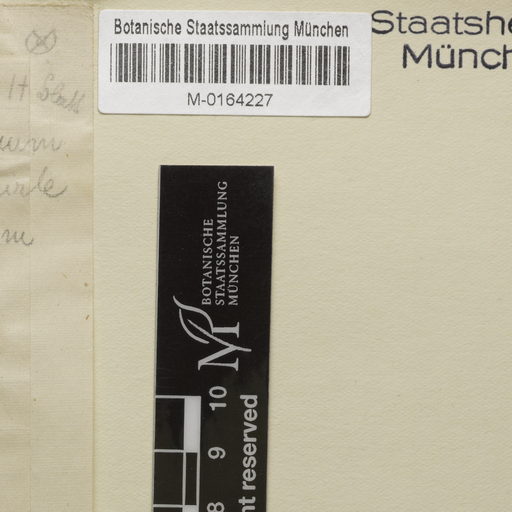 Botanische Staatssammlung München
M-0164227
Staatshe
Münch
BOTANISCHE
STAATSSAMMLUNG
MÜNCHEN
10
9
8
nt reserved